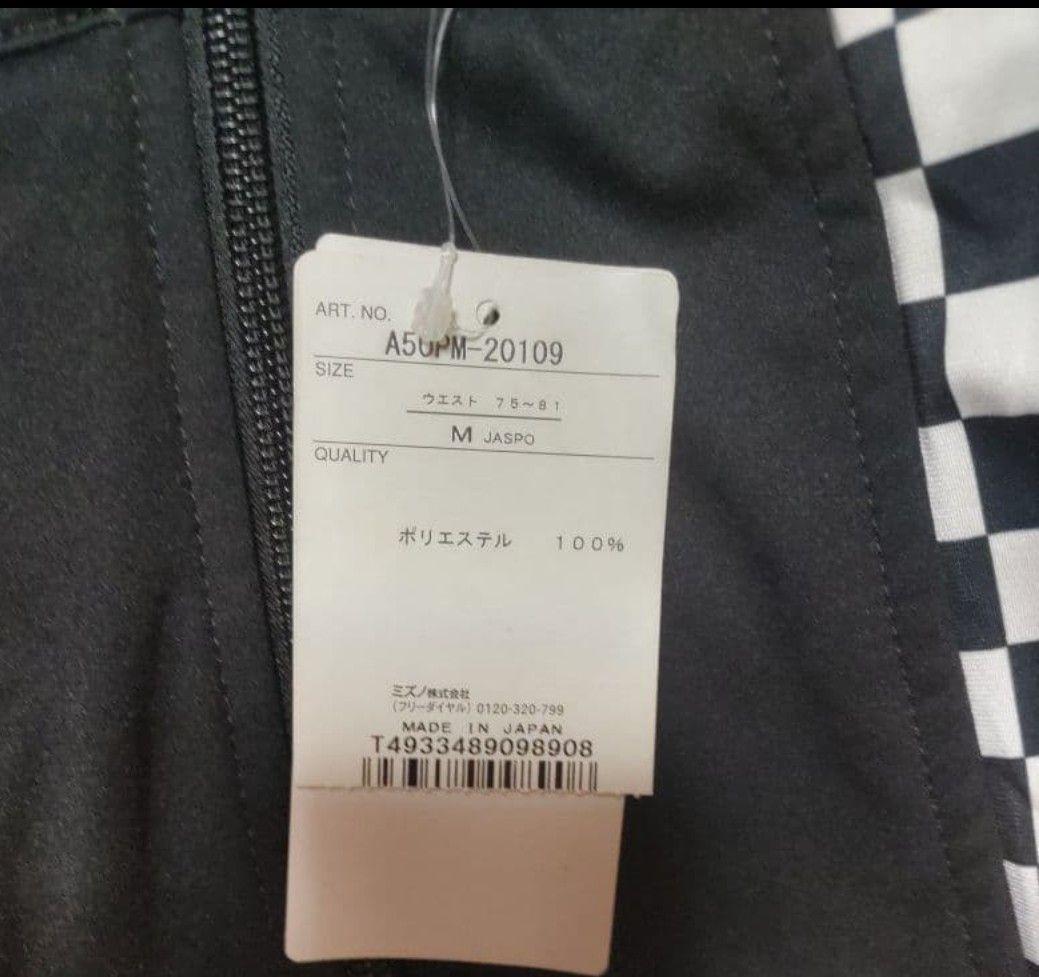 ART. NO.
A50PM-20109
SIZE
ウエスト 75~81
M JASPO
QUALITY
ポリエステル 100%
ミズノ株式会社
(フリーダイヤル) 0120-320-799
MADE IN JAPAN
T4933489098908